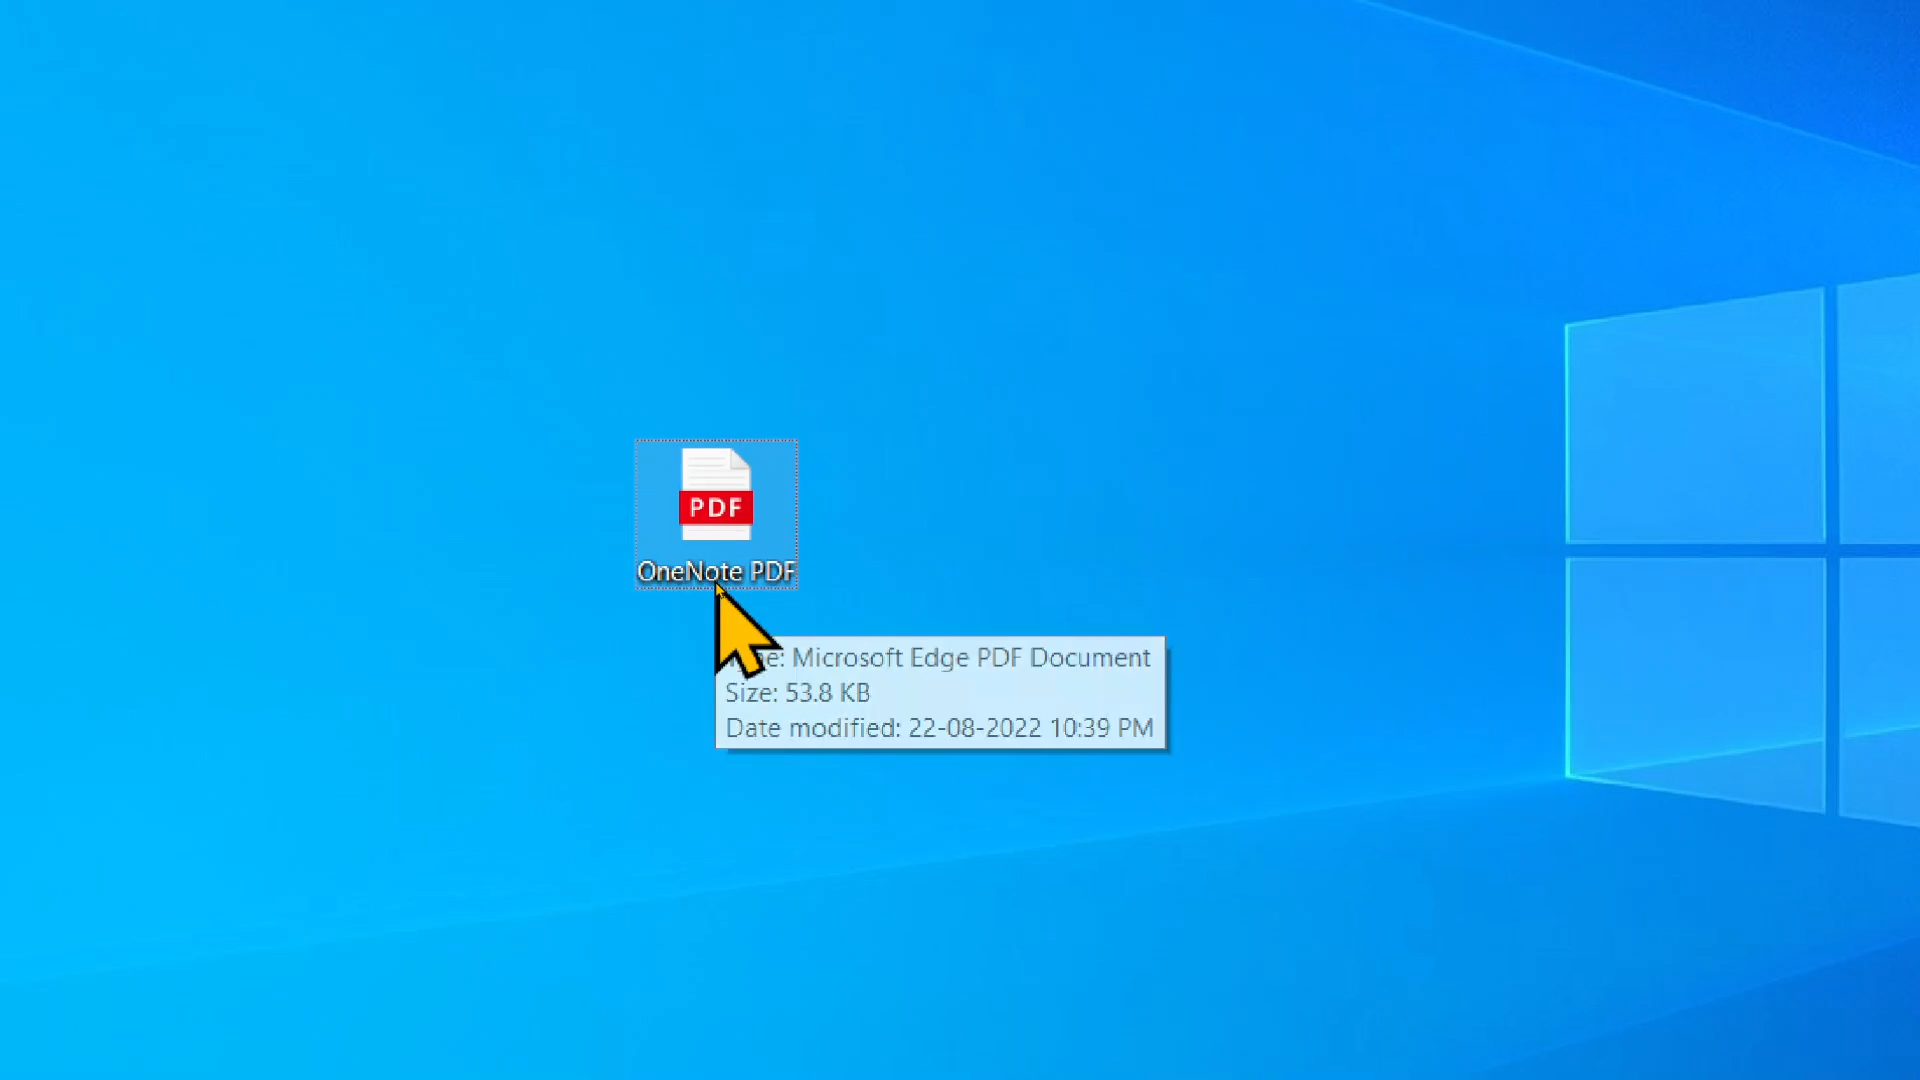 PDF
OneNote PDF
Microsoft Edge PDF Document
Size: 53.8 KB
Date modified: 22-08-2022 10:39 PM